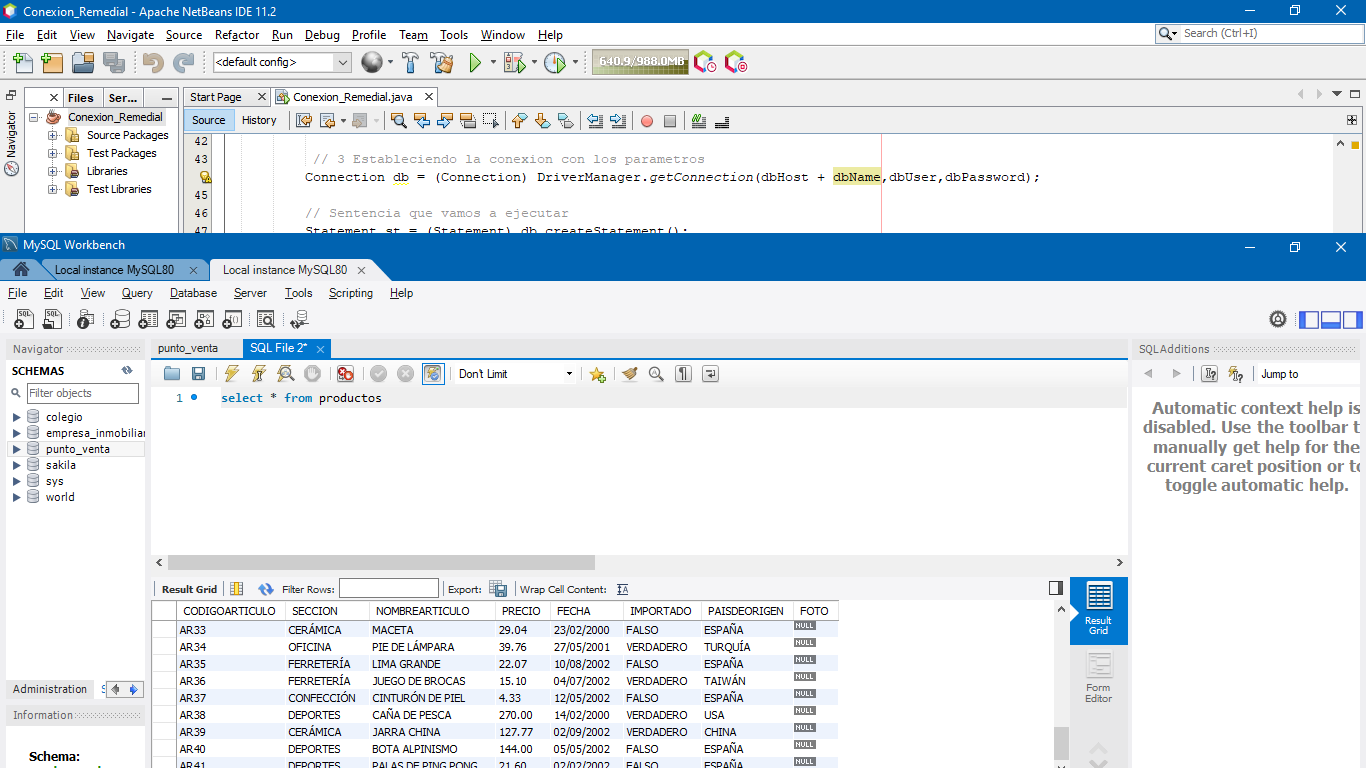 Conexion_Remedial - Apache NetBeans IDE 11.2
File Edit View Navigate Source Refactor Run Debug Profile Team Tools Window Help
Search (Ctrl+I)
<default config>
640.9/988.0MB
Files Ser...
Start Page Conexion_Remedial.java
Navigator
Conexion_Remedial
Source Packages
Test Packages
Libraries
Test Libraries
Source History
42
43 // 3 Estableciendo la conexion con los parametros
Connection db = (Connection) DriverManager.getConnection(dbHost + dbName,dbUser,dbPassword);
45
46 // Sentencia que vamos a ejecutar
47 Statement st = (Statement) db.createStatement();
MySQL Workbench
Local instance MySQL80 Local instance MySQL80
File Edit View Query Database Server Tools Scripting Help
Navigator
SCHEMAS
Filter objects
colegio
empresa_inmobiliar
punto_venta
sakila
sys
world
Administration S
Information
Schema:
punto_venta SQL File 2*
Don't Limit
1 select * from productos
SQLAdditions
Jump to
Automatic context help is
disabled. Use the toolbar t
manually get help for the
current caret position or to
toggle automatic help.
Result Grid Filter Rows: Export: Wrap Cell Content: IA
CODIGOARTICULO SECCION NOMBREARTICULO PRECIO FECHA IMPORTADO PAISDEORIGEN FOTO
AR33 CERÁMICA MACETA 29.04 23/02/2000 FALSO ESPAÑA NULL
AR34 OFICINA PIE DE LÁMPARA 39.76 27/05/2001 VERDADERO TURQUÍA NULL
AR35 FERRETERÍA LIMA GRANDE 22.07 10/08/2002 FALSO ESPAÑA NULL
AR36 FERRETERÍA JUEGO DE BROCAS 15.10 04/07/2002 VERDADERO TAIWÁN NULL
AR37 CONFECCIÓN CINTURÓN DE PIEL 4.33 12/05/2002 FALSO ESPAÑA NULL
AR38 DEPORTES CAÑA DE PESCA 270.00 14/02/2000 VERDADERO USA NULL
AR39 CERÁMICA JARRA CHINA 127.77 02/09/2002 VERDADERO CHINA NULL
AR40 DEPORTES BOTA ALPINISMO 144.00 05/05/2002 FALSO ESPAÑA NULL
AR41 DEPORTES PALAS DE PING PONG 21.60 02/02/2002 FALSO ESPAÑA NULL
Result
Grid
Form
Editor